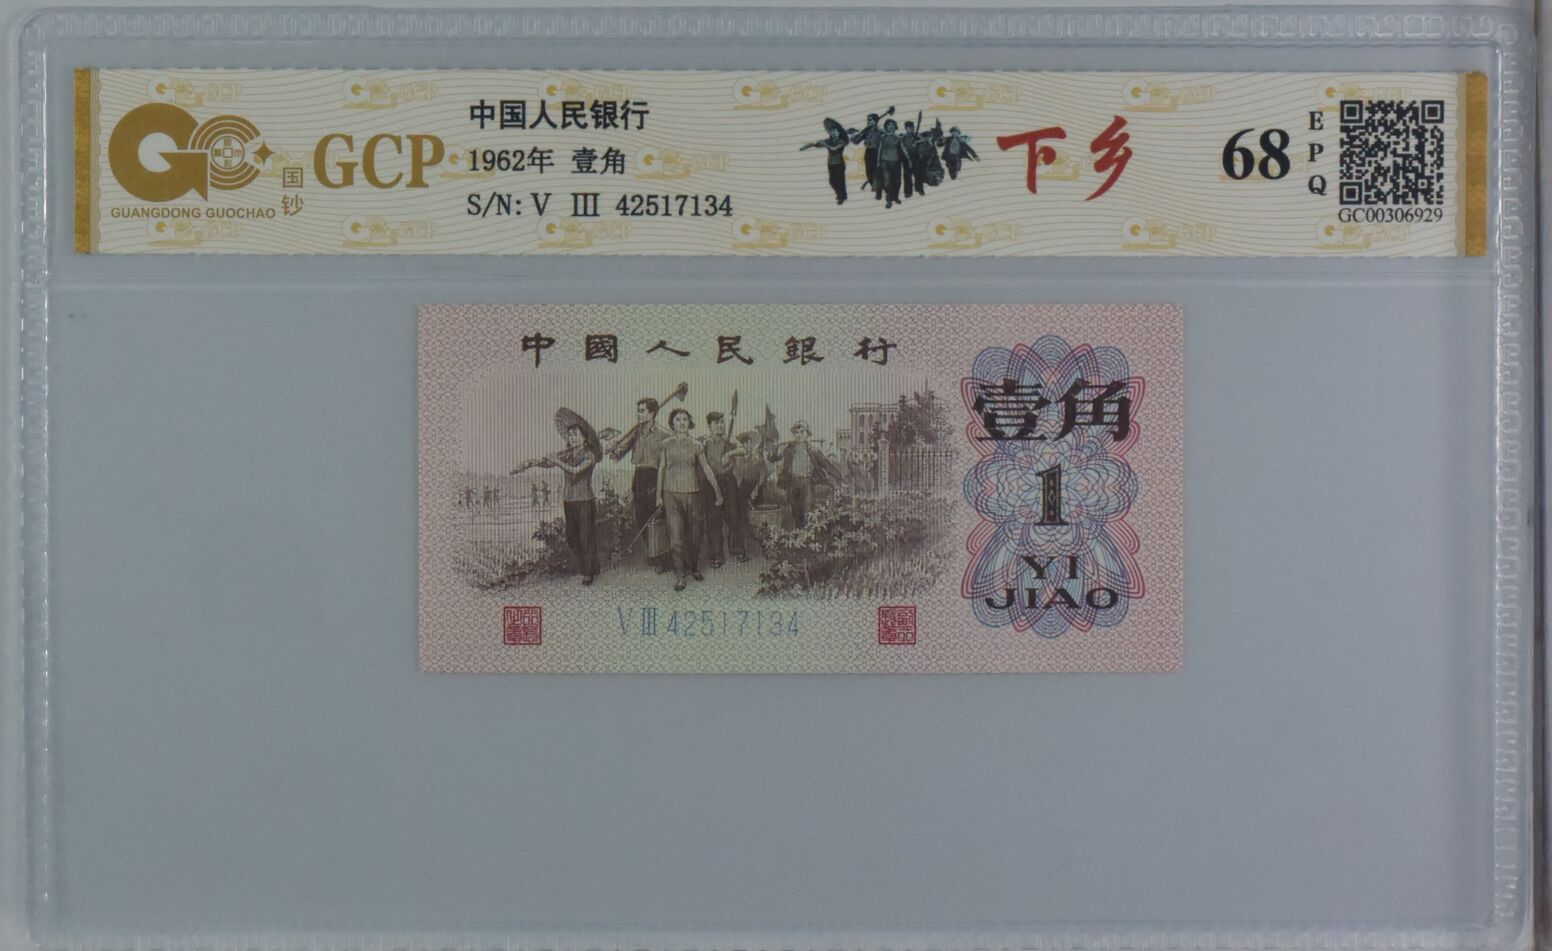 GCP
国钞
GUANGDONG GUOCHAO
中国人民银行
1962年 壹角
S/N: V III 42517134
下乡
68
EPQ
GC00306929
中國人民銀行
壹角
1
YI
JIAO
V III 42517134